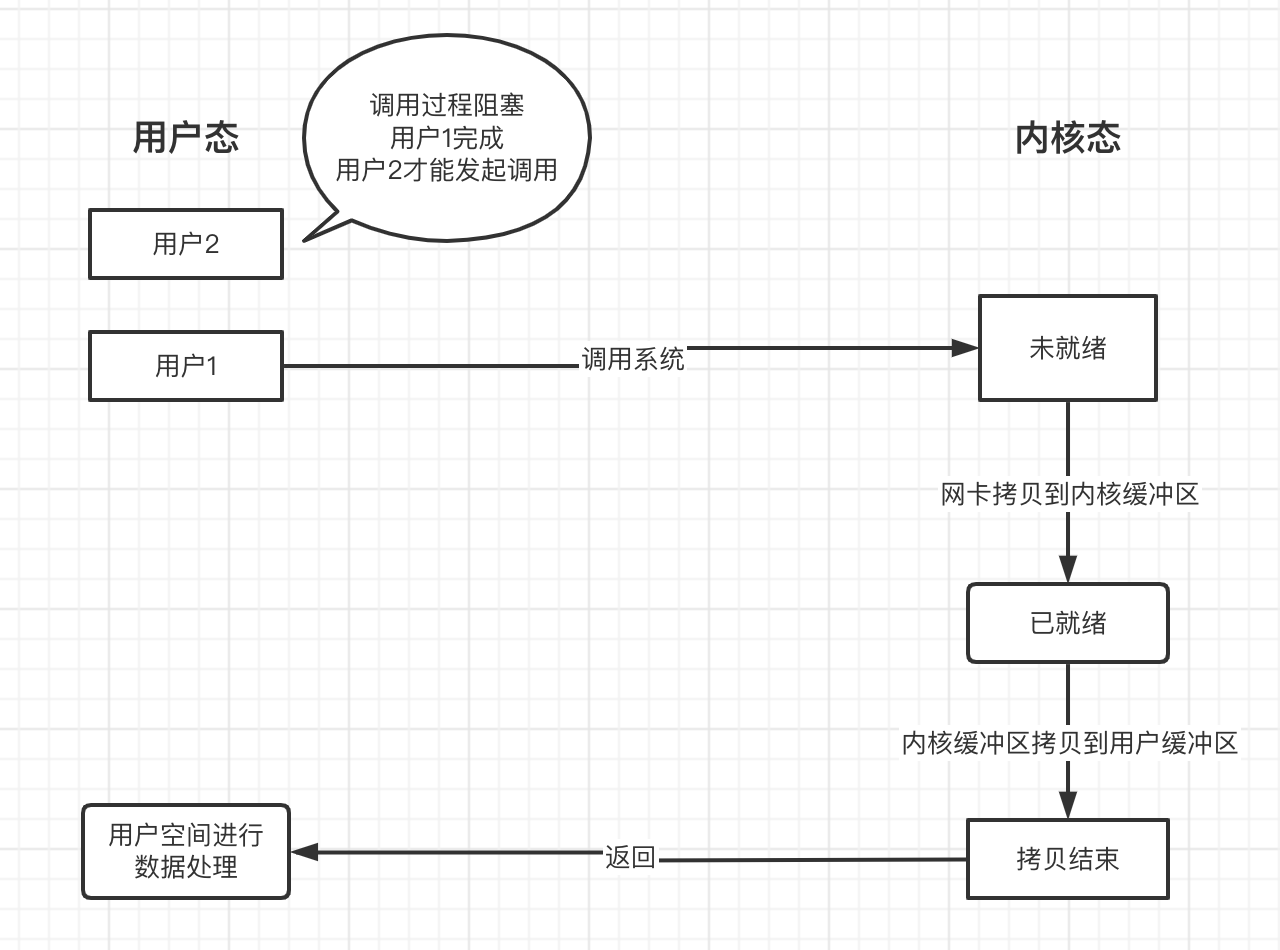 调用过程阻塞
用户1完成
用户2才能发起调用
用户态
内核态
用户2
用户1
调用系统
未就绪
网卡拷贝到内核缓冲区
已就绪
内核缓冲区拷贝到用户缓冲区
用户空间进行
数据处理
返回
拷贝结束